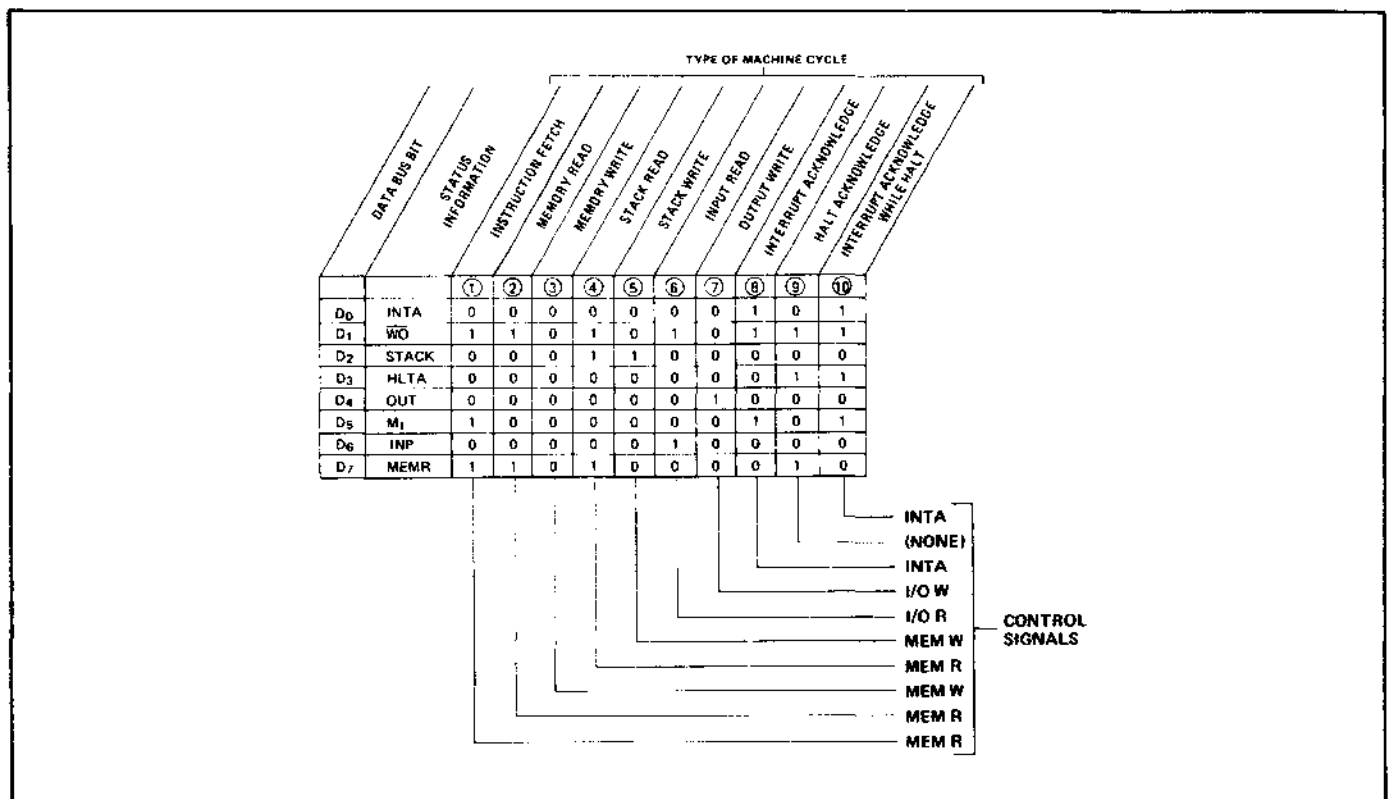 TYPE OF MACHINE CYCLE
DATA BUS BIT
STATUS
INFORMATION
INSTRUCTION FETCH
MEMORY READ
MEMORY WRITE
STACK READ
STACK WRITE
INPUT READ
OUTPUT WRITE
INTERRUPT ACKNOWLEDGE
HALT ACKNOWLEDGE
INTERRUPT ACKNOWLEDGE
WHILE HALT
① ② ③ ④ ⑤ ⑥ ⑦ ⑧ ⑨ ⑩
D₀ INTA 0 0 0 0 0 0 0 1 0 1
D₁ W̅O̅ 1 1 0 1 0 1 0 1 1 1
D₂ STACK 0 0 0 1 1 0 0 0 0 0
D₃ HLTA 0 0 0 0 0 0 0 0 1 1
D₄ OUT 0 0 0 0 0 0 1 0 0 0
D₅ M₁ 1 0 0 0 0 0 0 1 0 1
D₆ INP 0 0 0 0 0 1 0 0 0 0
D₇ MEMR 1 1 0 1 0 0 0 0 1 0
INTA
(NONE)
INTA
I/O W
I/O R
MEM W
MEM R
MEM W
MEM R
MEM R
CONTROL
SIGNALS